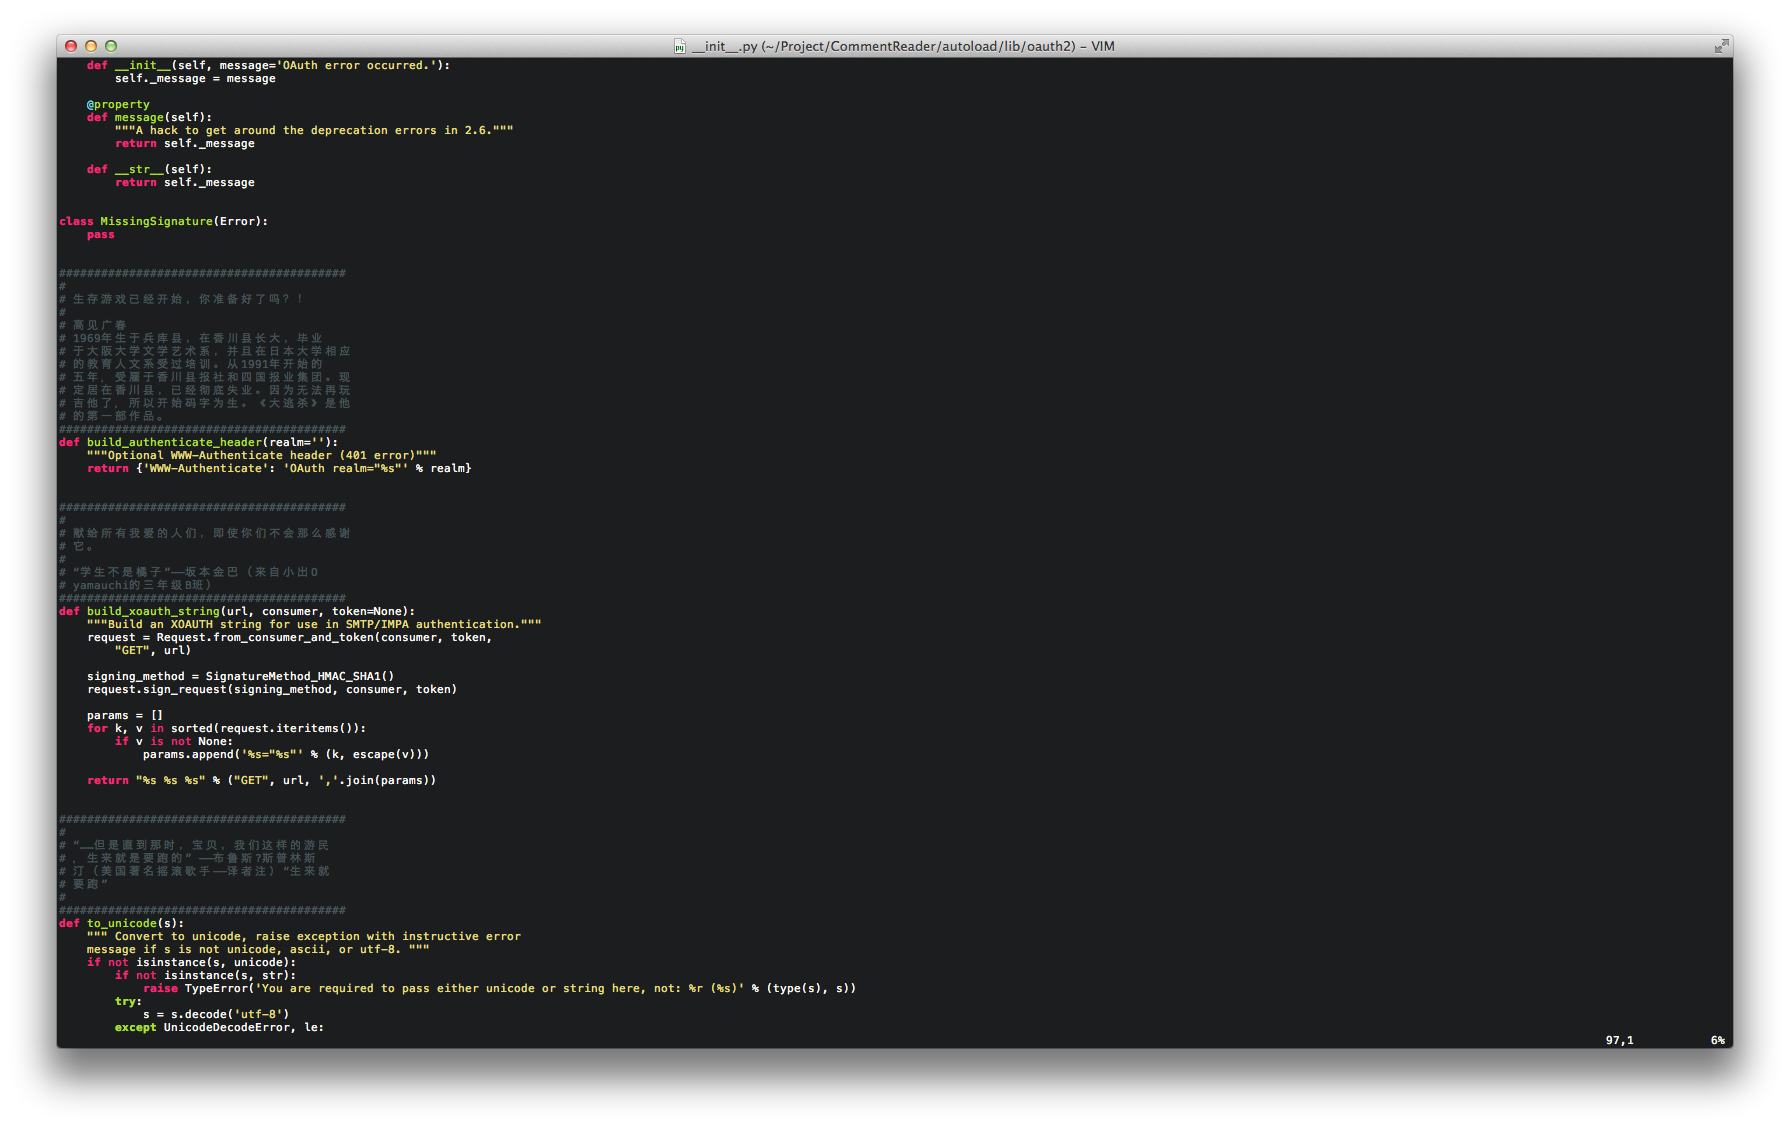 __init__.py (~/Project/CommentReader/autoload/lib/oauth2) – VIM
    def __init__(self, message='OAuth error occurred.'):
        self._message = message

    @property
    def message(self):
        """A hack to get around the deprecation errors in 2.6."""
        return self._message

    def __str__(self):
        return self._message


class MissingSignature(Error):
    pass


#########################################
#
# 生存游戏已经开始，你准备好了吗？！
#
# 高见广春
# 1969年生于兵库县，在香川县长大，毕业
# 于大阪大学文学艺术系，并且在日本大学相应
# 的教育人文系受过培训。从1991年开始的
# 五年，受雇于香川县报社和四国报业集团。现
# 定居在香川县，已经彻底失业。因为无法再玩
# 吉他了，所以开始码字为生。《大逃杀》是他
# 的第一部作品。
#########################################
def build_authenticate_header(realm=''):
    """Optional WWW-Authenticate header (401 error)"""
    return {'WWW-Authenticate': 'OAuth realm="%s"' % realm}


#########################################
#
# 献给所有我爱的人们，即使你们不会那么感谢
# 它。
#
# “学生不是橘子”——坂本金巴（来自小出O
# yamauchi的三年级B班）
#########################################
def build_xoauth_string(url, consumer, token=None):
    """Build an XOAUTH string for use in SMTP/IMPA authentication."""
    request = Request.from_consumer_and_token(consumer, token,
        "GET", url)

    signing_method = SignatureMethod_HMAC_SHA1()
    request.sign_request(signing_method, consumer, token)

    params = []
    for k, v in sorted(request.iteritems()):
        if v is not None:
            params.append('%s="%s"' % (k, escape(v)))

    return "%s %s %s" % ("GET", url, ','.join(params))


#########################################
#
# “……但是直到那时，宝贝，我们这样的游民
# ，生来就是要跑的” ——布鲁斯?斯普林斯
# 汀（美国著名摇滚歌手——译者注）“生来就
# 要跑”
#
#########################################
def to_unicode(s):
    """ Convert to unicode, raise exception with instructive error
    message if s is not unicode, ascii, or utf-8. """
    if not isinstance(s, unicode):
        if not isinstance(s, str):
            raise TypeError('You are required to pass either unicode or string here, not: %r (%s)' % (type(s), s))
        try:
            s = s.decode('utf-8')
        except UnicodeDecodeError, le:
97,1 6%